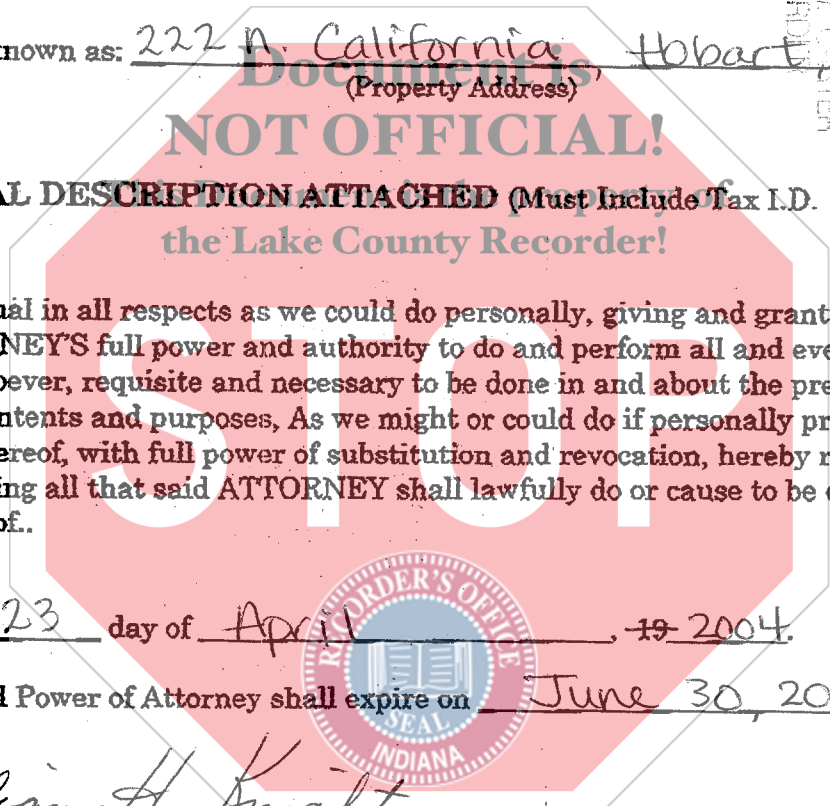 nown as: 222 N. California, Hobart,
(Property Address)
Document is
NOT OFFICIAL!
This Document is the property of
the Lake County Recorder!
AL DESCRIPTION ATTACHED (Must Include Tax I.D.
ual in all respects as we could do personally, giving and grant
NEY'S full power and authority to do and perform all and eve
oever, requisite and necessary to be done in and about the pre
ntents and purposes, As we might or could do if personally pr
ereof, with full power of substitution and revocation, hereby r
ing all that said ATTORNEY shall lawfully do or cause to be
of..
STOP
23 day of April, 19 2004.
RECORDER'S OFFICE
SEAL
INDIANA
d Power of Attorney shall expire on June 30, 20
H Knight